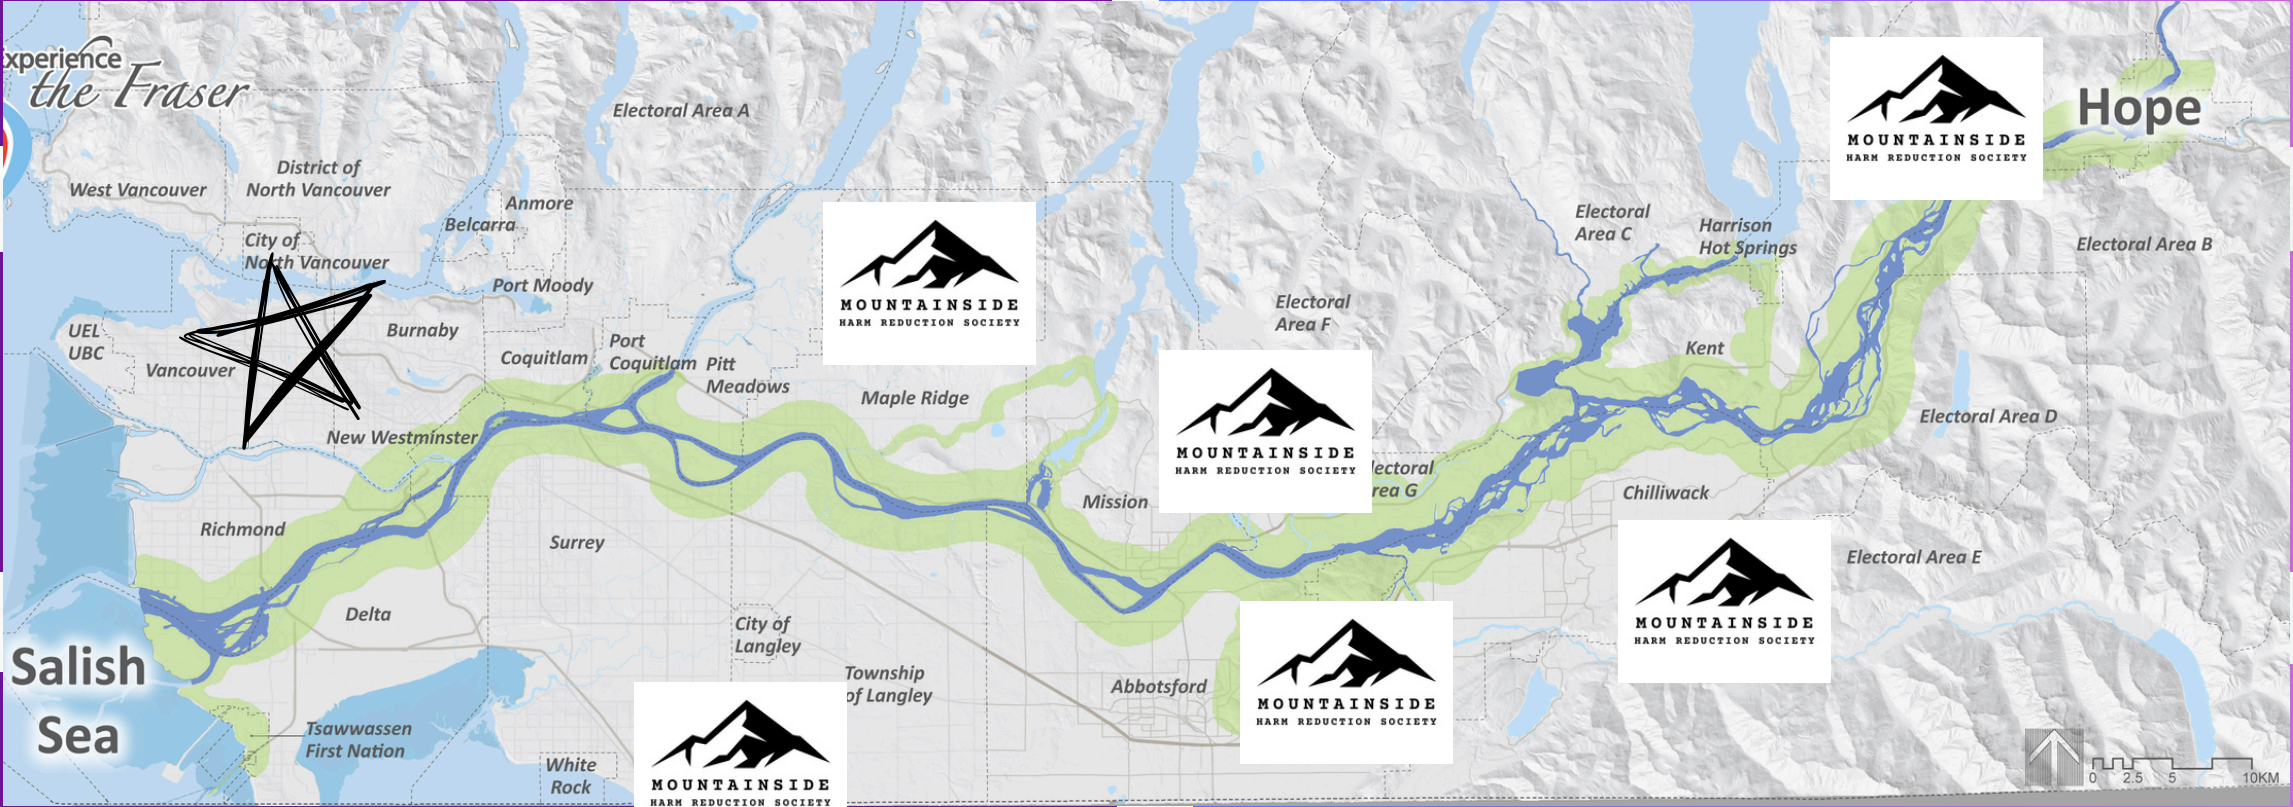 Experience
the Fraser
Electoral Area A
Hope
MOUNTAINSIDE
HARM REDUCTION SOCIETY
District of
North Vancouver
West Vancouver
Anmore
Belcarra
City of
North Vancouver
Electoral
Area C
Harrison
Hot Springs
Electoral Area B
Port Moody
MOUNTAINSIDE
HARM REDUCTION SOCIETY
Electoral
Area F
UEL
UBC
Burnaby
Vancouver
Coquitlam
Port
Coquitlam
Pitt
Meadows
Maple Ridge
Kent
Electoral Area D
New Westminster
MOUNTAINSIDE
HARM REDUCTION SOCIETY
lectoral
rea G
Mission
Chilliwack
Richmond
Surrey
Electoral Area E
Delta
City of
Langley
MOUNTAINSIDE
HARM REDUCTION SOCIETY
Salish
Sea
Township
of Langley
Abbotsford
MOUNTAINSIDE
HARM REDUCTION SOCIETY
Tsawwassen
First Nation
White
Rock
MOUNTAINSIDE
HARM REDUCTION SOCIETY
0 2.5 5 10KM